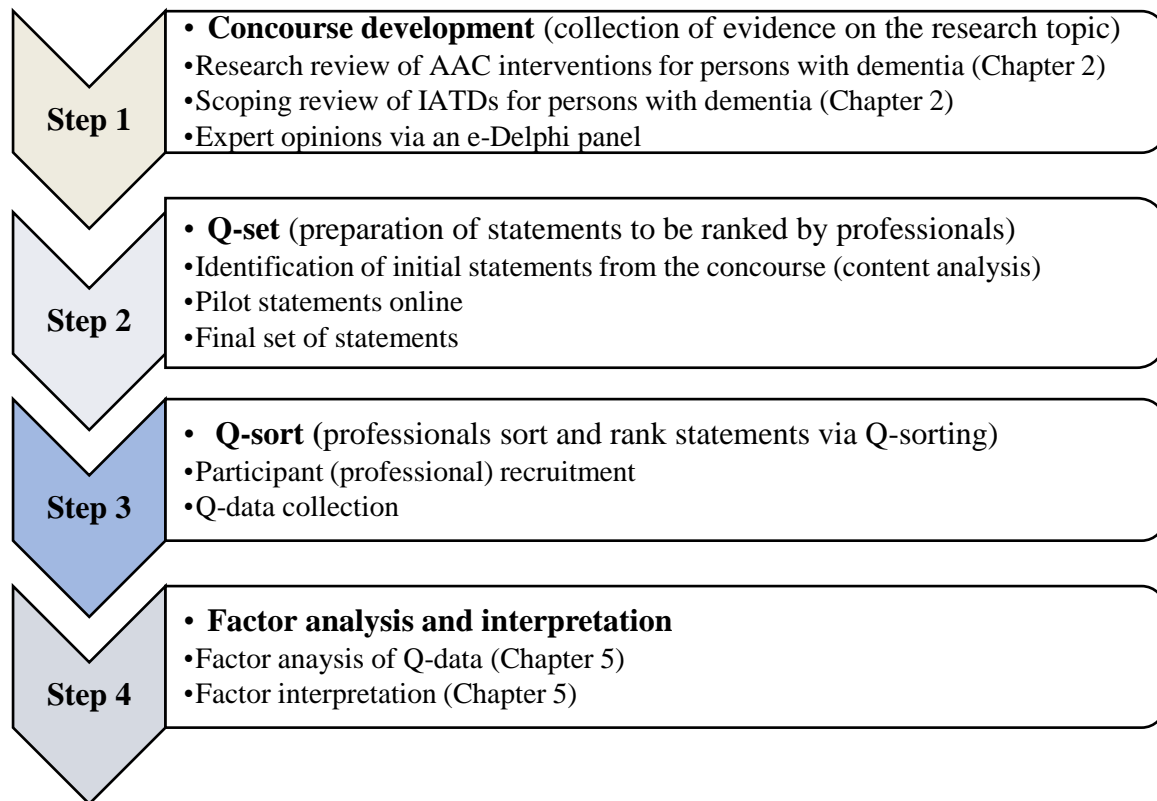 Step 1
• Concourse development (collection of evidence on the research topic)
•Research review of AAC interventions for persons with dementia (Chapter 2)
•Scoping review of IATDs for persons with dementia (Chapter 2)
•Expert opinions via an e-Delphi panel
Step 2
• Q-set (preparation of statements to be ranked by professionals)
•Identification of initial statements from the concourse (content analysis)
•Pilot statements online
•Final set of statements
Step 3
• Q-sort (professionals sort and rank statements via Q-sorting)
•Participant (professional) recruitment
•Q-data collection
Step 4
• Factor analysis and interpretation
•Factor anaysis of Q-data (Chapter 5)
•Factor interpretation (Chapter 5)